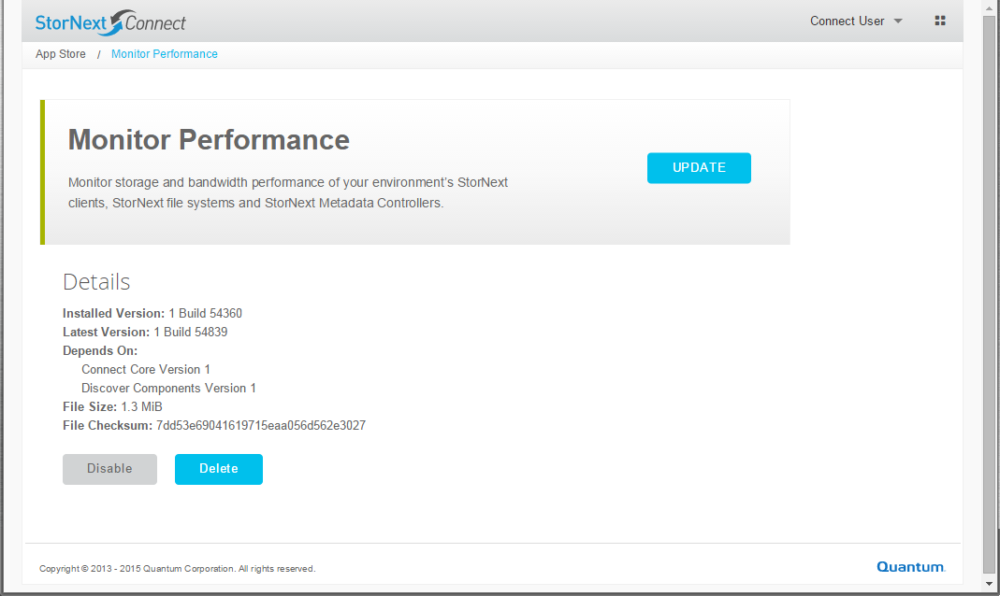 StorNext Connect
Connect User
App Store / Monitor Performance
Monitor Performance
Monitor storage and bandwidth performance of your environment's StorNext
clients, StorNext file systems and StorNext Metadata Controllers.
UPDATE
Details
Installed Version: 1 Build 54360
Latest Version: 1 Build 54839
Depends On:
Connect Core Version 1
Discover Components Version 1
File Size: 1.3 MiB
File Checksum: 7dd53e69041619715eaa056d562e3027
Disable Delete
Copyright © 2013 - 2015 Quantum Corporation. All rights reserved.
Quantum.